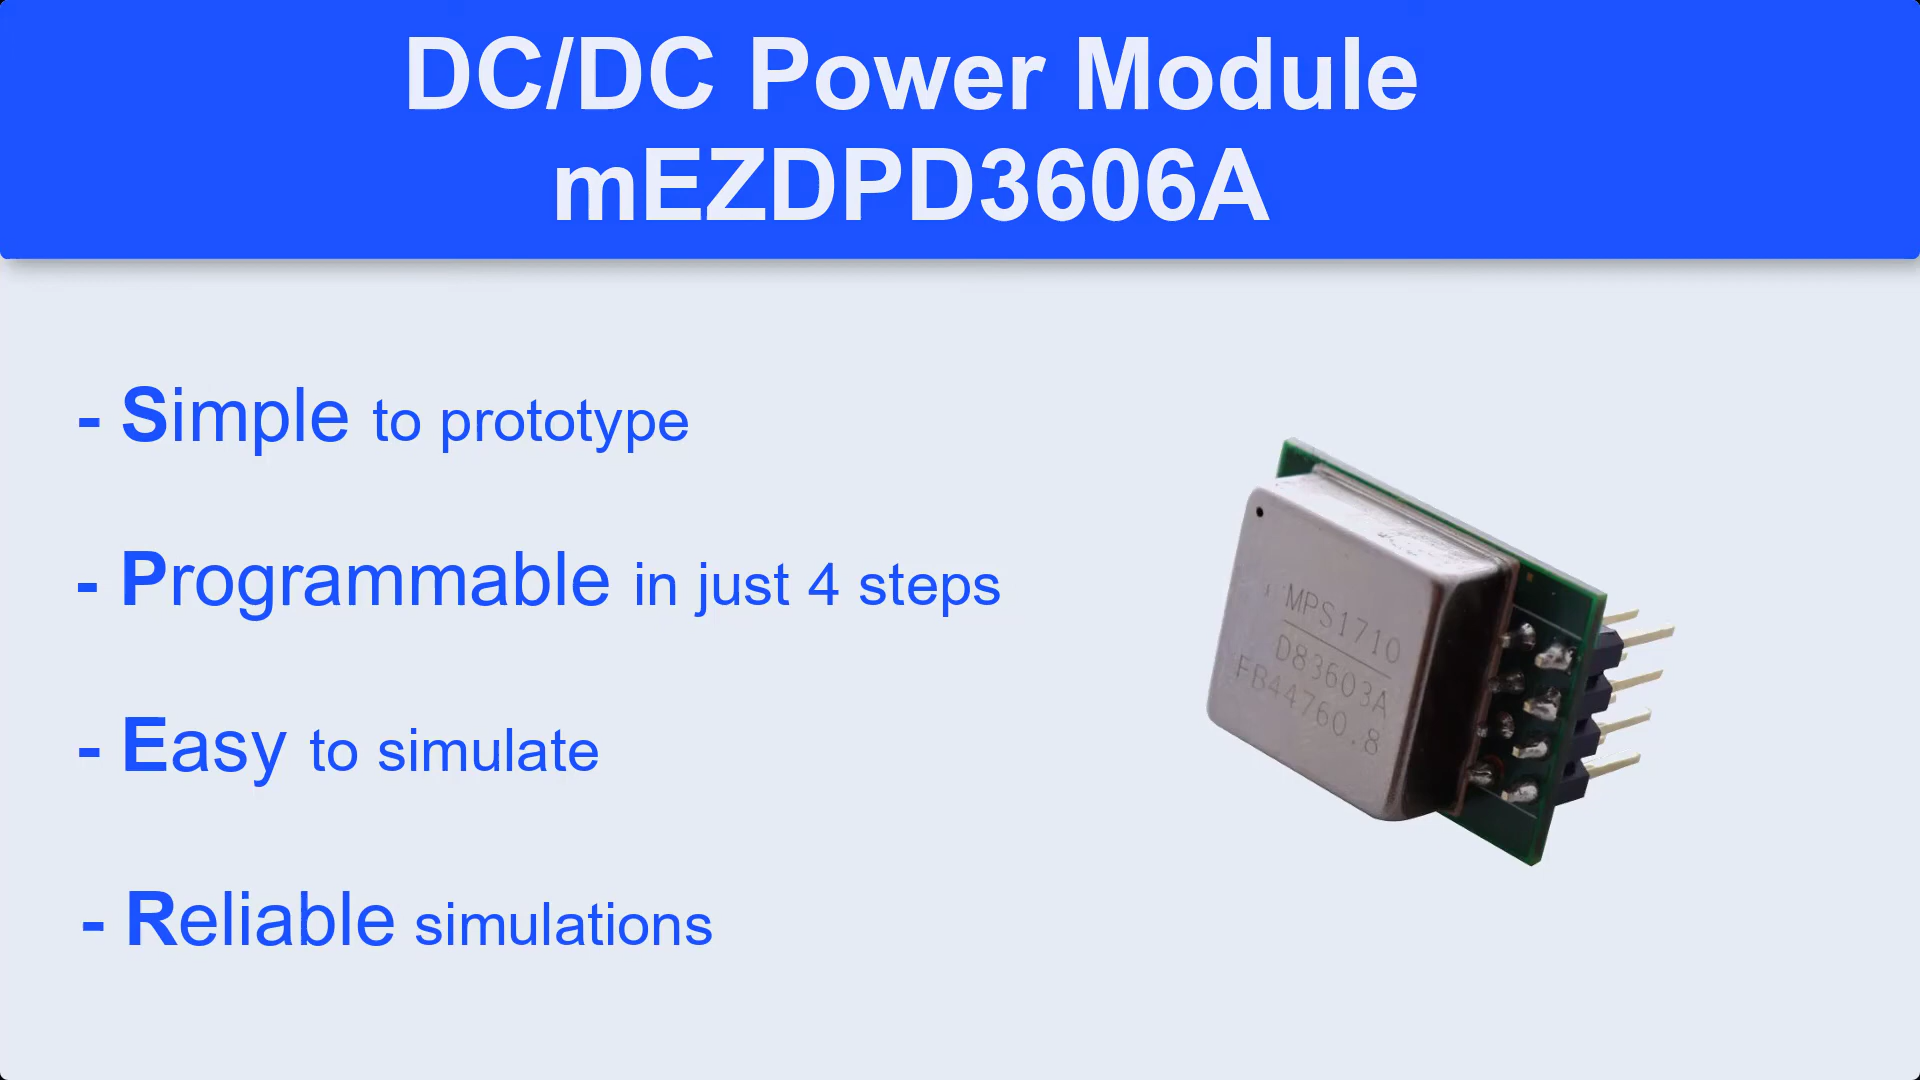 DC/DC Power Module
mEZDPD3606A
- Simple to prototype
- Programmable in just 4 steps
- Easy to simulate
- Reliable simulations
MPS1710
D83603A
FB44760.8